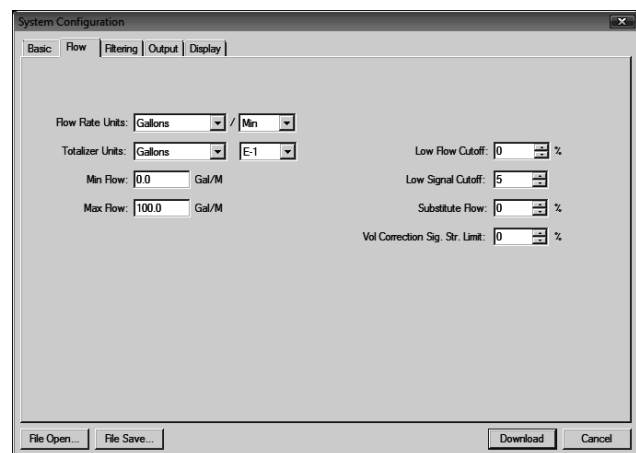 System Configuration
Basic Flow Filtering Output Display
Flow Rate Units: Gallons / Min
Totalizer Units: Gallons E-1
Min Flow: 0.0 Gal/M
Max Flow: 100.0 Gal/M
Low Flow Cutoff: 0 %
Low Signal Cutoff: 5
Substitute Flow: 0 %
Vol Correction Sig. Str. Limit: 0 %
File Open... File Save... Download Cancel